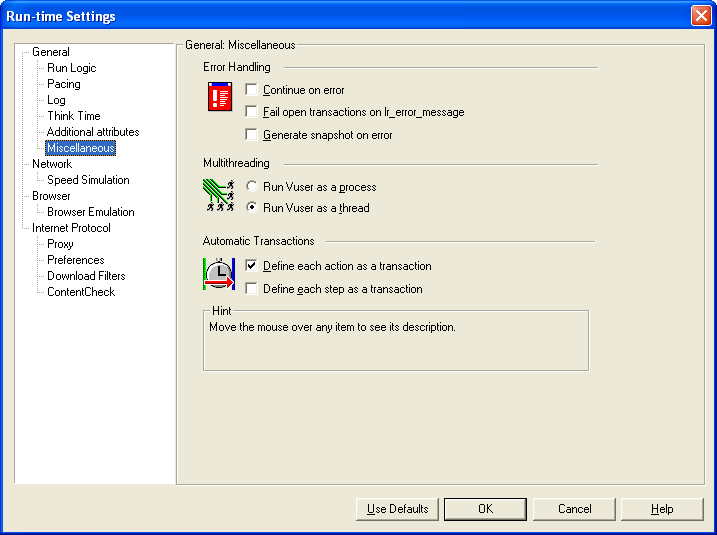 Run-time Settings
General
Run Logic
Pacing
Log
Think Time
Additional attributes
Miscellaneous
Network
Speed Simulation
Browser
Browser Emulation
Internet Protocol
Proxy
Preferences
Download Filters
ContentCheck
General: Miscellaneous
Error Handling
Continue on error
Fail open transactions on lr_error_message
Generate snapshot on error
Multithreading
Run Vuser as a process
Run Vuser as a thread
Automatic Transactions
Define each action as a transaction
Define each step as a transaction
Hint
Move the mouse over any item to see its description.
Use Defaults
OK
Cancel
Help